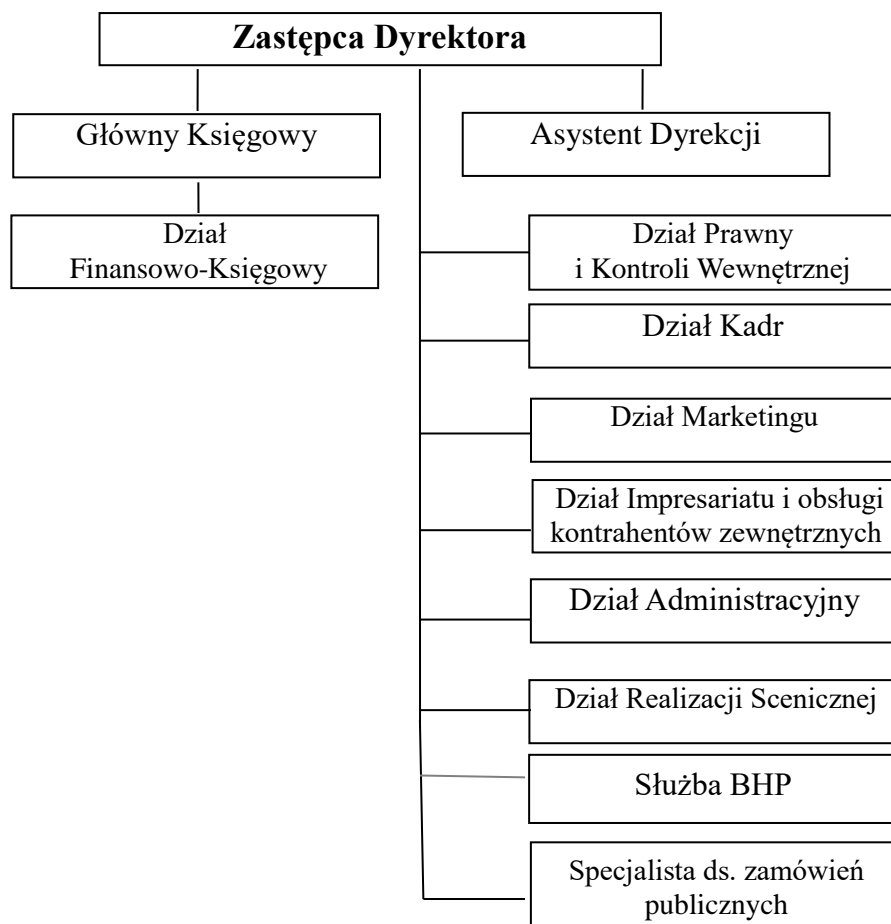 Zastępca Dyrektora
Główny Księgowy
Asystent Dyrekcji
Dział
Finansowo-Księgowy
Dział Prawny
i Kontroli Wewnętrznej
Dział Kadr
Dział Marketingu
Dział Impresariatu i obsługi
kontrahentów zewnętrznych
Dział Administracyjny
Dział Realizacji Scenicznej
Służba BHP
Specjalista ds. zamówień
publicznych